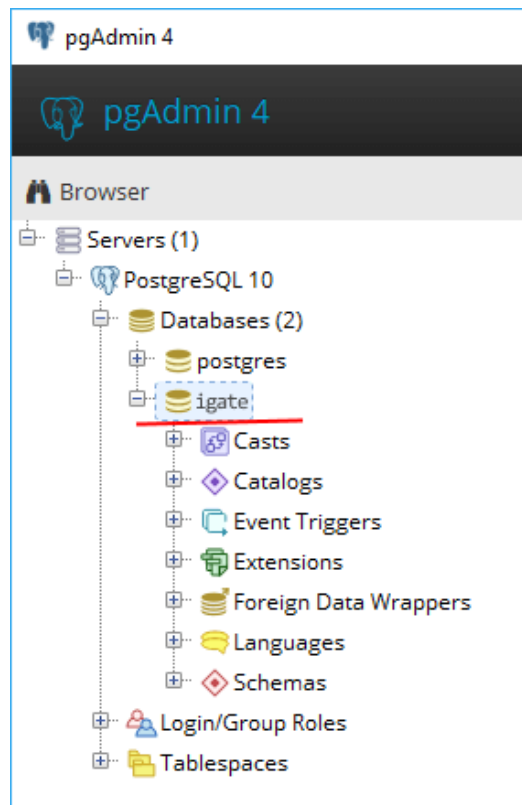 pgAdmin 4
pgAdmin 4
Browser
Servers (1)
PostgreSQL 10
Databases (2)
postgres
igate
Casts
Catalogs
Event Triggers
Extensions
Foreign Data Wrappers
Languages
Schemas
Login/Group Roles
Tablespaces